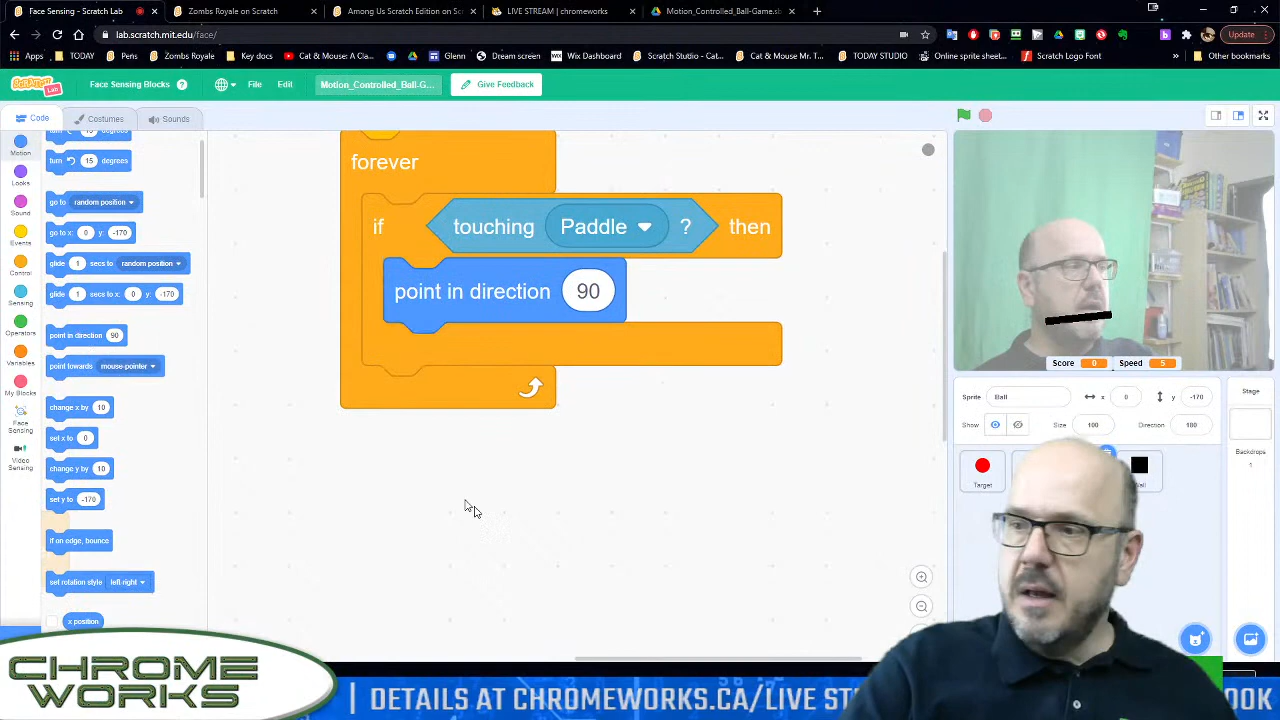 Face Sensing - Scratch Lab
Zombs Royale on Scratch
Among Us Scratch Edition on Sc
LIVE STREAM | chromeworks
Motion_Controlled_Ball-Game.sb
lab.scratch.mit.edu/face/
Update
Apps
TODAY
Pens
Zombs Royale
Key docs
Cat & Mouse: A Cla...
Glenn
Dream screen
Wix Dashboard
Scratch Studio - Cat...
Cat & Mouse Mr. T...
TODAY STUDIO
Online sprite sheet...
Scratch Logo Font
Other bookmarks
SCRATCH Lab
Face Sensing Blocks
File
Edit
Motion_Controlled_Ball-G...
Give Feedback
Code
Costumes
Sounds
Motion
Looks
Sound
Events
Control
Sensing
Operators
Variables
My Blocks
Face Sensing
Video Sensing
turn 15 degrees
turn 15 degrees
go to random position
go to x: 0 y: -170
glide 1 secs to random position
glide 1 secs to x: 0 y: -170
point in direction 90
point towards mouse-pointer
change x by 10
set x to 0
change y by 10
set y to -170
if on edge, bounce
set rotation style left-right
x position
forever
if touching Paddle ? then
point in direction 90
Score 0 Speed 5
Sprite Ball x 0 y -170
Show Size 100 Direction 180
Stage
Backdrops
1
Target
CHROME
WORKS
DETAILS AT CHROMEWORKS.CA/LIVE ST
OOK